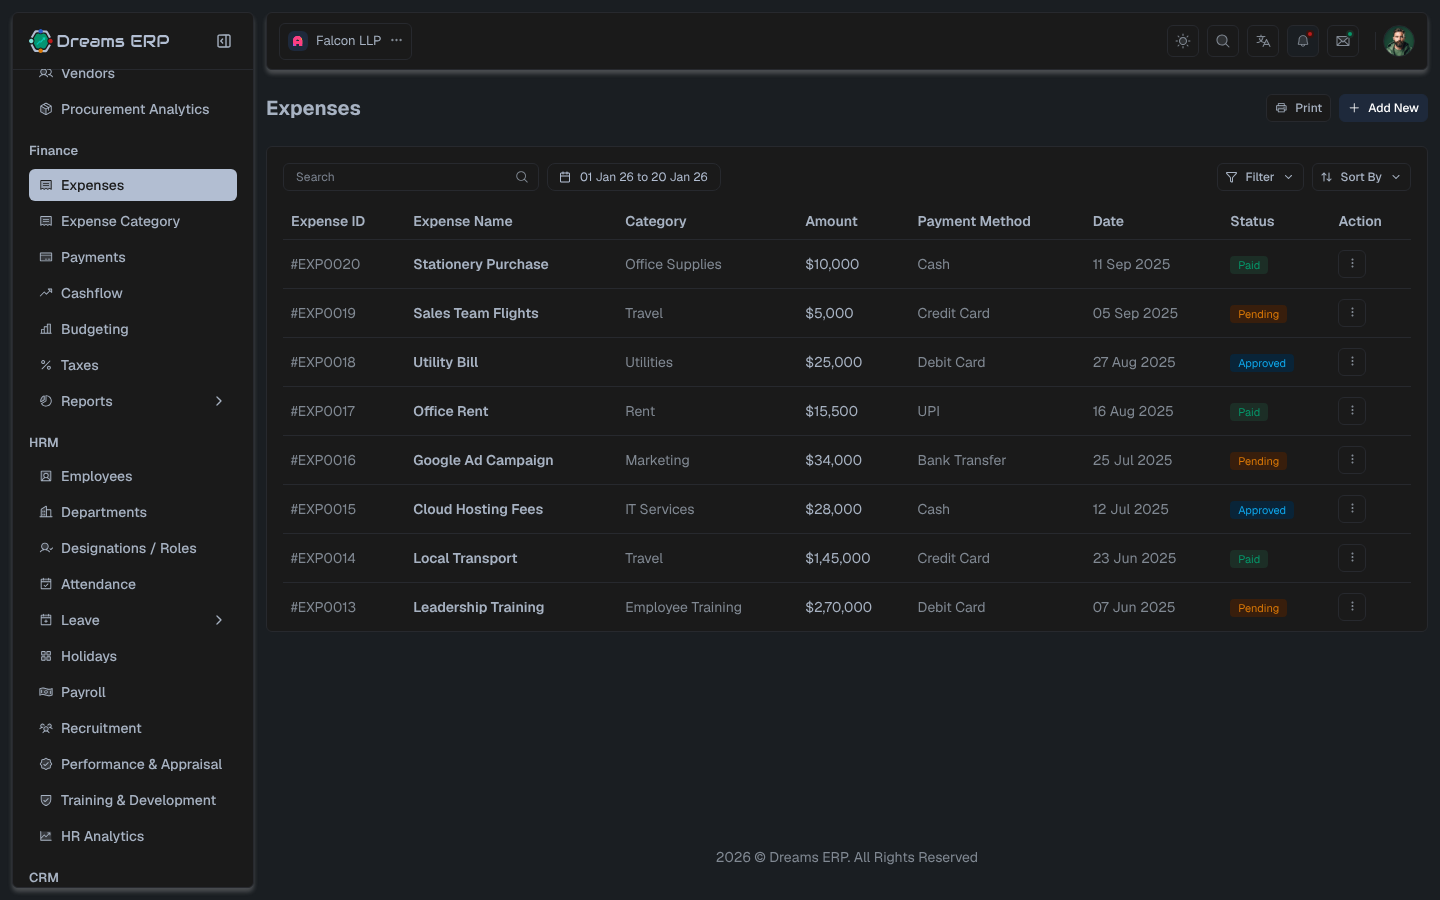 Dreams ERP
Vendors
Procurement Analytics
Finance
Expenses
Expense Category
Payments
Cashflow
Budgeting
Taxes
Reports
HRM
Employees
Departments
Designations / Roles
Attendance
Leave
Holidays
Payroll
Recruitment
Performance & Appraisal
Training & Development
HR Analytics
CRM
Falcon LLP
Expenses
Print
Add New
Search
01 Jan 26 to 20 Jan 26
Filter
Sort By
Expense ID Expense Name Category Amount Payment Method Date Status Action
#EXP0020 Stationery Purchase Office Supplies $10,000 Cash 11 Sep 2025 Paid
#EXP0019 Sales Team Flights Travel $5,000 Credit Card 05 Sep 2025 Pending
#EXP0018 Utility Bill Utilities $25,000 Debit Card 27 Aug 2025 Approved
#EXP0017 Office Rent Rent $15,500 UPI 16 Aug 2025 Paid
#EXP0016 Google Ad Campaign Marketing $34,000 Bank Transfer 25 Jul 2025 Pending
#EXP0015 Cloud Hosting Fees IT Services $28,000 Cash 12 Jul 2025 Approved
#EXP0014 Local Transport Travel $1,45,000 Credit Card 23 Jun 2025 Paid
#EXP0013 Leadership Training Employee Training $2,70,000 Debit Card 07 Jun 2025 Pending
2026 © Dreams ERP. All Rights Reserved